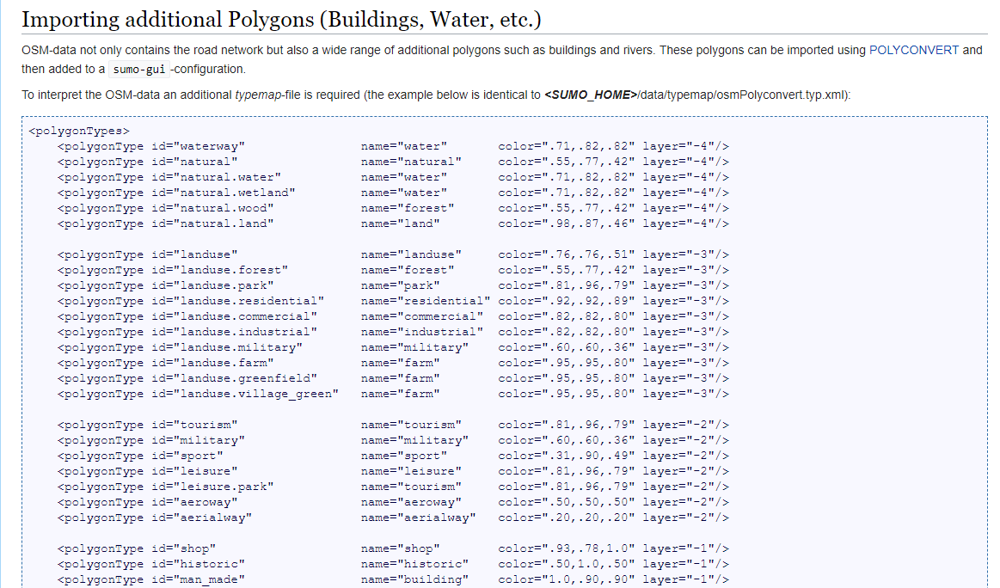 Importing additional Polygons (Buildings, Water, etc.)
OSM-data not only contains the road network but also a wide range of additional polygons such as buildings and rivers. These polygons can be imported using POLYCONVERT and
then added to a sumo-gui -configuration.
To interpret the OSM-data an additional typemap-file is required (the example below is identical to <SUMO_HOME>/data/typemap/osmPolyconvert.typ.xml):
<polygonTypes>
<polygonType id="waterway" name="water" color=".71,.82,.82" layer="-4"/>
<polygonType id="natural" name="natural" color=".55,.77,.42" layer="-4"/>
<polygonType id="natural.water" name="water" color=".71,.82,.82" layer="-4"/>
<polygonType id="natural.wetland" name="water" color=".71,.82,.82" layer="-4"/>
<polygonType id="natural.wood" name="forest" color=".55,.77,.42" layer="-4"/>
<polygonType id="natural.land" name="land" color=".98,.87,.46" layer="-4"/>
<polygonType id="landuse" name="landuse" color=".76,.76,.51" layer="-3"/>
<polygonType id="landuse.forest" name="forest" color=".55,.77,.42" layer="-3"/>
<polygonType id="landuse.park" name="park" color=".81,.96,.79" layer="-3"/>
<polygonType id="landuse.residential" name="residential" color=".92,.92,.89" layer="-3"/>
<polygonType id="landuse.commercial" name="commercial" color=".82,.82,.80" layer="-3"/>
<polygonType id="landuse.industrial" name="industrial" color=".82,.82,.80" layer="-3"/>
<polygonType id="landuse.military" name="military" color=".60,.60,.36" layer="-3"/>
<polygonType id="landuse.farm" name="farm" color=".95,.95,.80" layer="-3"/>
<polygonType id="landuse.greenfield" name="farm" color=".95,.95,.80" layer="-3"/>
<polygonType id="landuse.village_green" name="farm" color=".95,.95,.80" layer="-3"/>
<polygonType id="tourism" name="tourism" color=".81,.96,.79" layer="-2"/>
<polygonType id="military" name="military" color=".60,.60,.36" layer="-2"/>
<polygonType id="sport" name="sport" color=".31,.90,.49" layer="-2"/>
<polygonType id="leisure" name="leisure" color=".81,.96,.79" layer="-2"/>
<polygonType id="leisure.park" name="tourism" color=".81,.96,.79" layer="-2"/>
<polygonType id="aeroway" name="aeroway" color=".50,.50,.50" layer="-2"/>
<polygonType id="aerialway" name="aerialway" color=".20,.20,.20" layer="-2"/>
<polygonType id="shop" name="shop" color=".93,.78,1.0" layer="-1"/>
<polygonType id="historic" name="historic" color=".50,1.0,.50" layer="-1"/>
<polygonType id="man_made" name="building" color="1.0,.90,.90" layer="-1"/>